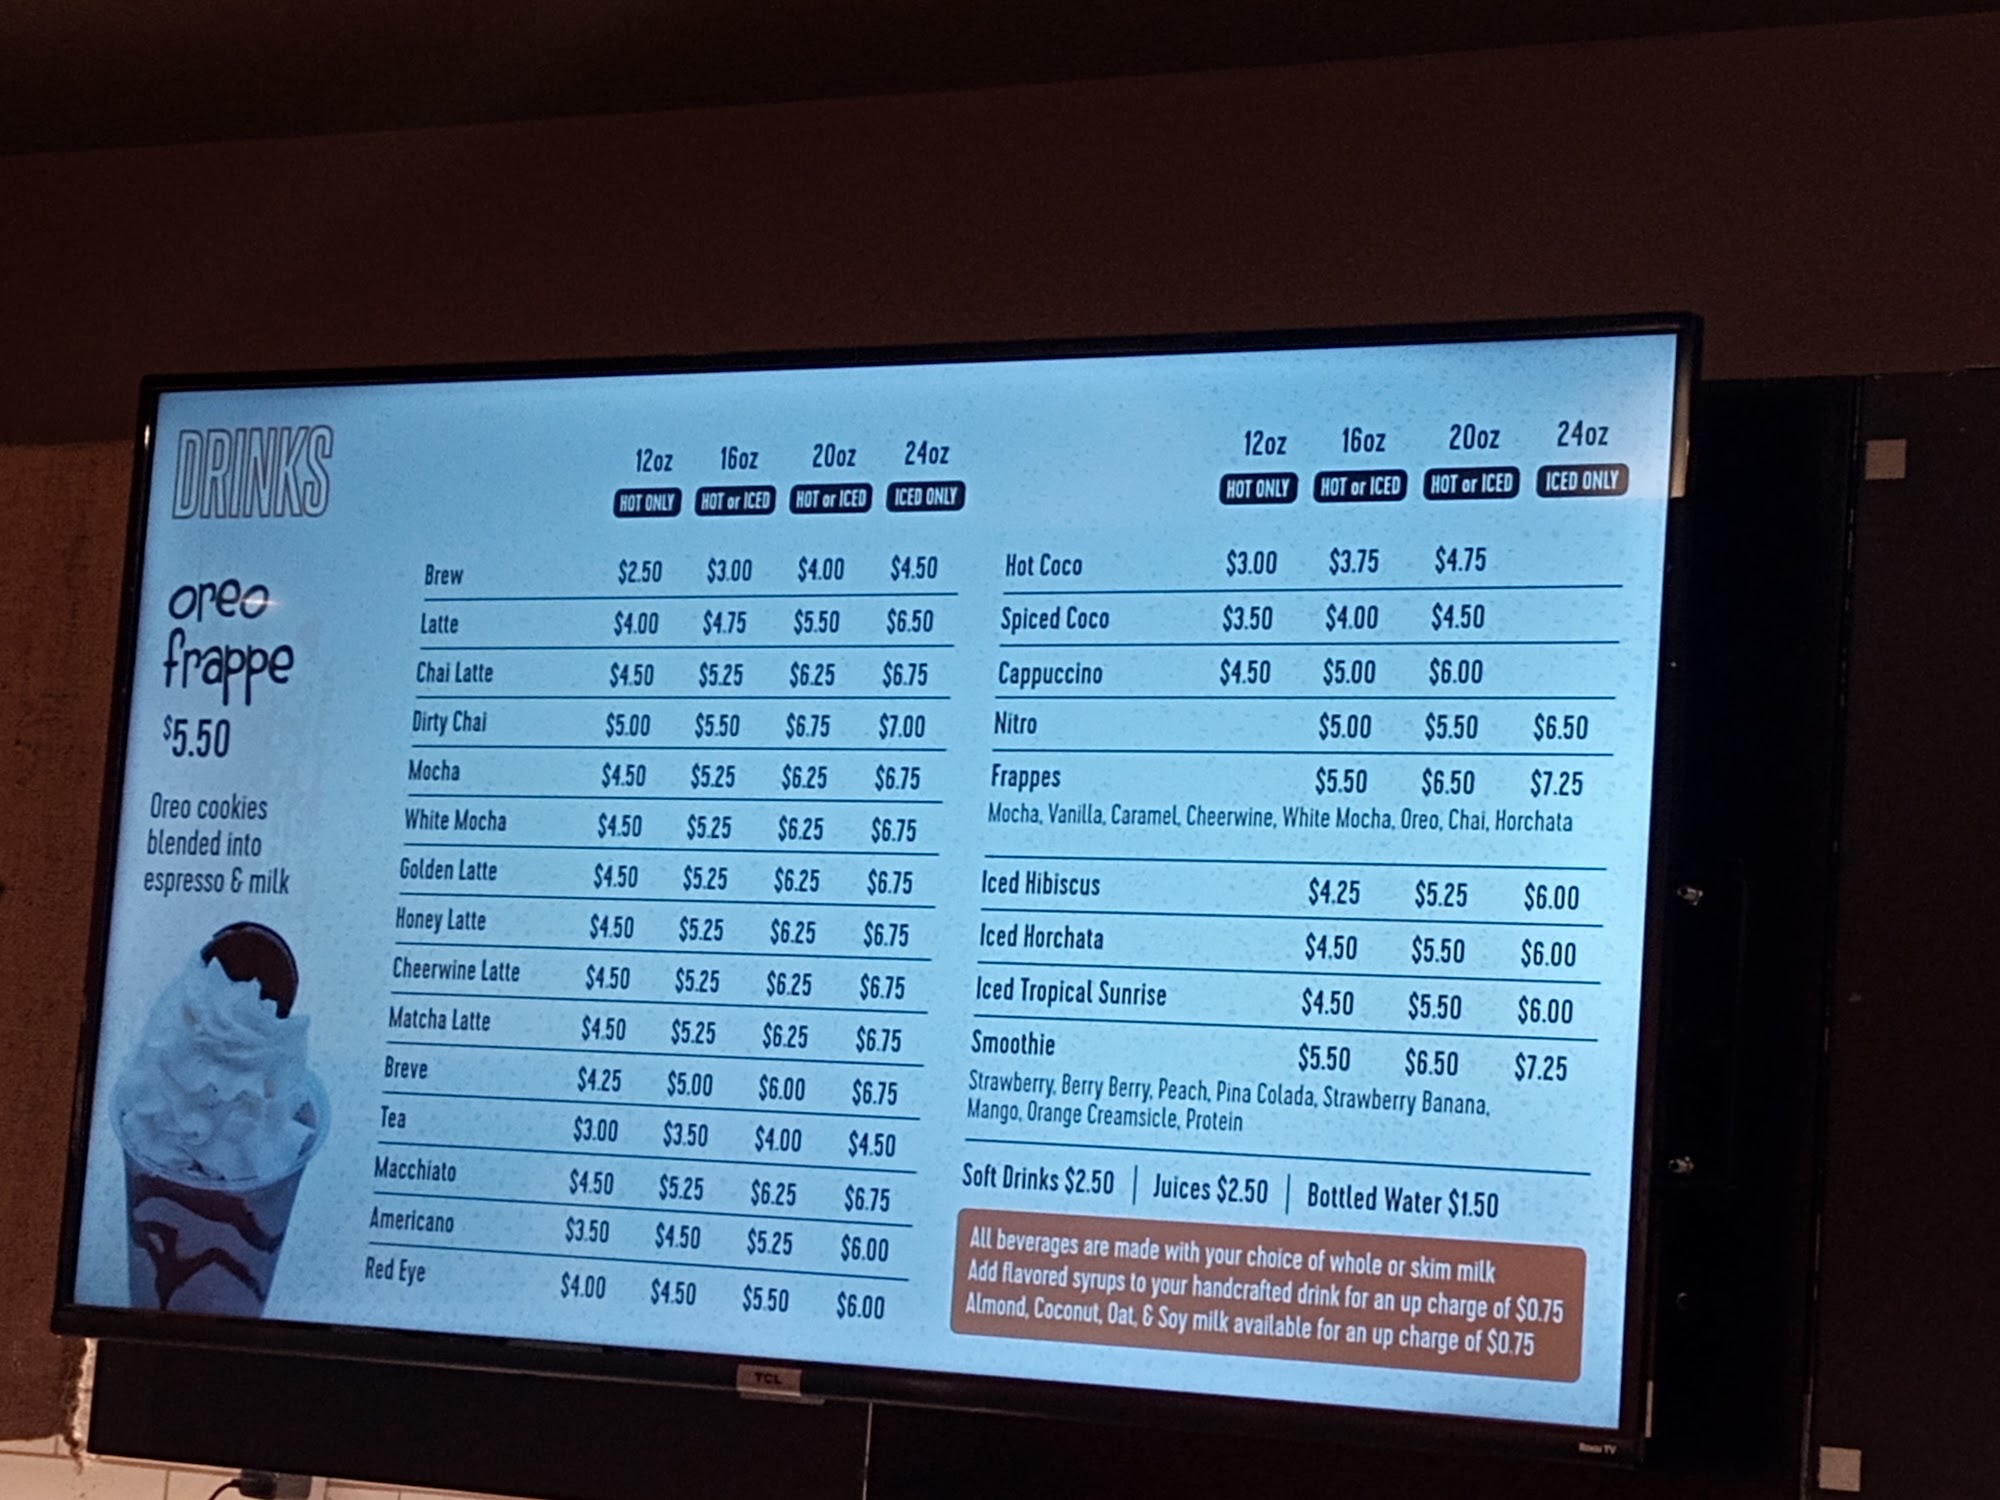 DRINKS
oreo
frappe
$5.50
Oreo cookies
blended into
espresso & milk
12oz 16oz 20oz 24oz
HOT ONLY HOT or ICED HOT or ICED ICED ONLY
Brew $2.50 $3.00 $4.00 $4.50
Latte $4.00 $4.75 $5.50 $6.50
Chai Latte $4.50 $5.25 $6.25 $6.75
Dirty Chai $5.00 $5.50 $6.75 $7.00
Mocha $4.50 $5.25 $6.25 $6.75
White Mocha $4.50 $5.25 $6.25 $6.75
Golden Latte $4.50 $5.25 $6.25 $6.75
Honey Latte $4.50 $5.25 $6.25 $6.75
Cheerwine Latte $4.50 $5.25 $6.25 $6.75
Matcha Latte $4.50 $5.25 $6.25 $6.75
Breve $4.25 $5.00 $6.00 $6.75
Tea $3.00 $3.50 $4.00 $4.50
Macchiato $4.50 $5.25 $6.25 $6.75
Americano $3.50 $4.50 $5.25 $6.00
Red Eye $4.00 $4.50 $5.50 $6.00
12oz 16oz 20oz 24oz
HOT ONLY HOT or ICED HOT or ICED ICED ONLY
Hot Coco $3.00 $3.75 $4.75
Spiced Coco $3.50 $4.00 $4.50
Cappuccino $4.50 $5.00 $6.00
Nitro $5.00 $5.50 $6.50
Frappes $5.50 $6.50 $7.25
Mocha, Vanilla, Caramel, Cheerwine, White Mocha, Oreo, Chai, Horchata
Iced Hibiscus $4.25 $5.25 $6.00
Iced Horchata $4.50 $5.50 $6.00
Iced Tropical Sunrise $4.50 $5.50 $6.00
Smoothie $5.50 $6.50 $7.25
Strawberry, Berry Berry, Peach, Pina Colada, Strawberry Banana,
Mango, Orange Creamsicle, Protein
Soft Drinks $2.50 | Juices $2.50 | Bottled Water $1.50
All beverages are made with your choice of whole or skim milk
Add flavored syrups to your handcrafted drink for an up charge of $0.75
Almond, Coconut, Oat, & Soy milk available for an up charge of $0.75
TCL
Roku TV